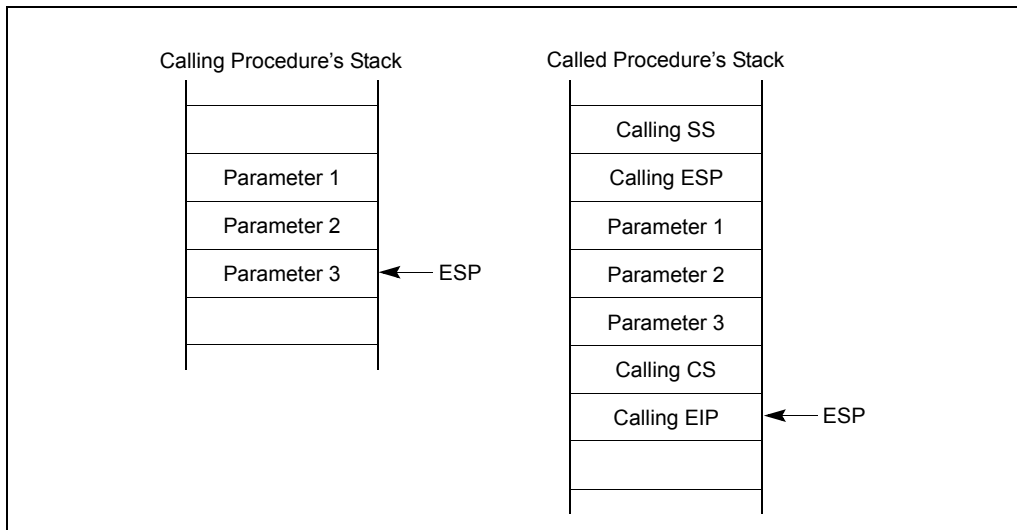 Calling Procedure's Stack
Parameter 1
Parameter 2
Parameter 3
ESP
Called Procedure's Stack
Calling SS
Calling ESP
Parameter 1
Parameter 2
Parameter 3
Calling CS
Calling EIP
ESP